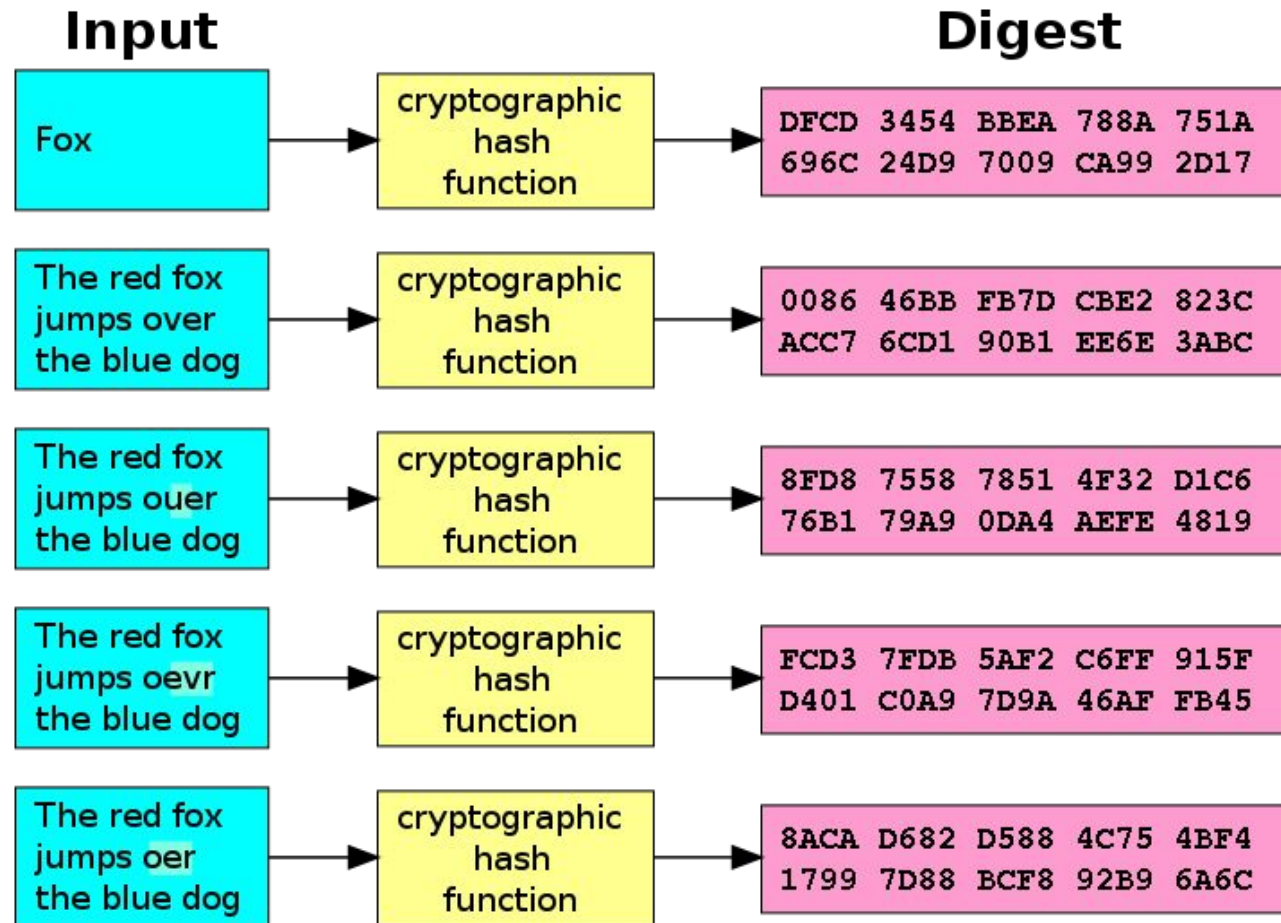 Input
Digest
Fox
cryptographic
hash
function
DFCD 3454 BBEA 788A 751A
696C 24D9 7009 CA99 2D17
The red fox
jumps over
the blue dog
cryptographic
hash
function
0086 46BB FB7D CBE2 823C
ACC7 6CD1 90B1 EE6E 3ABC
The red fox
jumps ouer
the blue dog
cryptographic
hash
function
8FD8 7558 7851 4F32 D1C6
76B1 79A9 0DA4 AEFE 4819
The red fox
jumps oevr
the blue dog
cryptographic
hash
function
FCD3 7FDB 5AF2 C6FF 915F
D401 C0A9 7D9A 46AF FB45
The red fox
jumps oer
the blue dog
cryptographic
hash
function
8ACA D682 D588 4C75 4BF4
1799 7D88 BCF8 92B9 6A6C